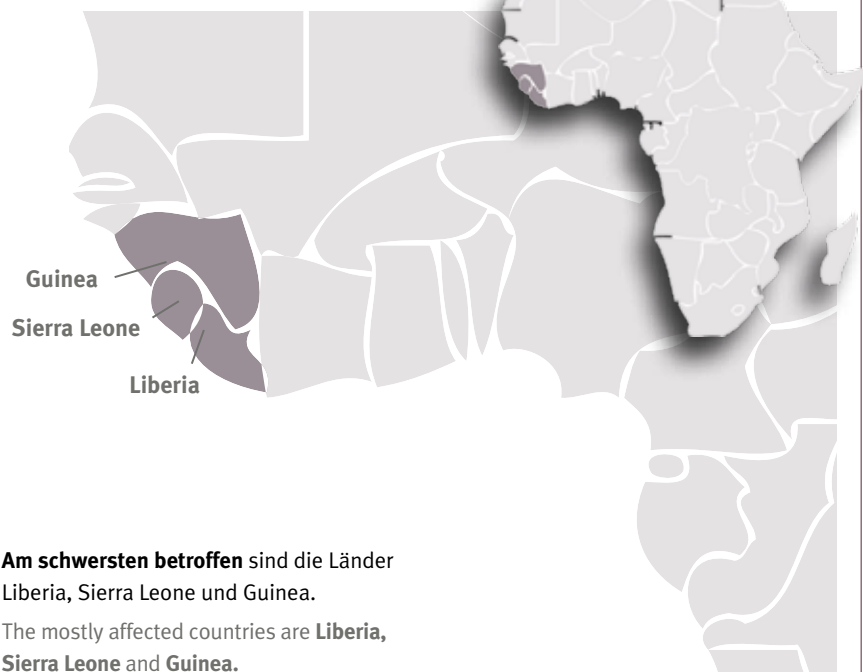 Guinea
Sierra Leone
Liberia
Am schwersten betroffen sind die Länder
Liberia, Sierra Leone und Guinea.
The mostly affected countries are Liberia,
Sierra Leone and Guinea.